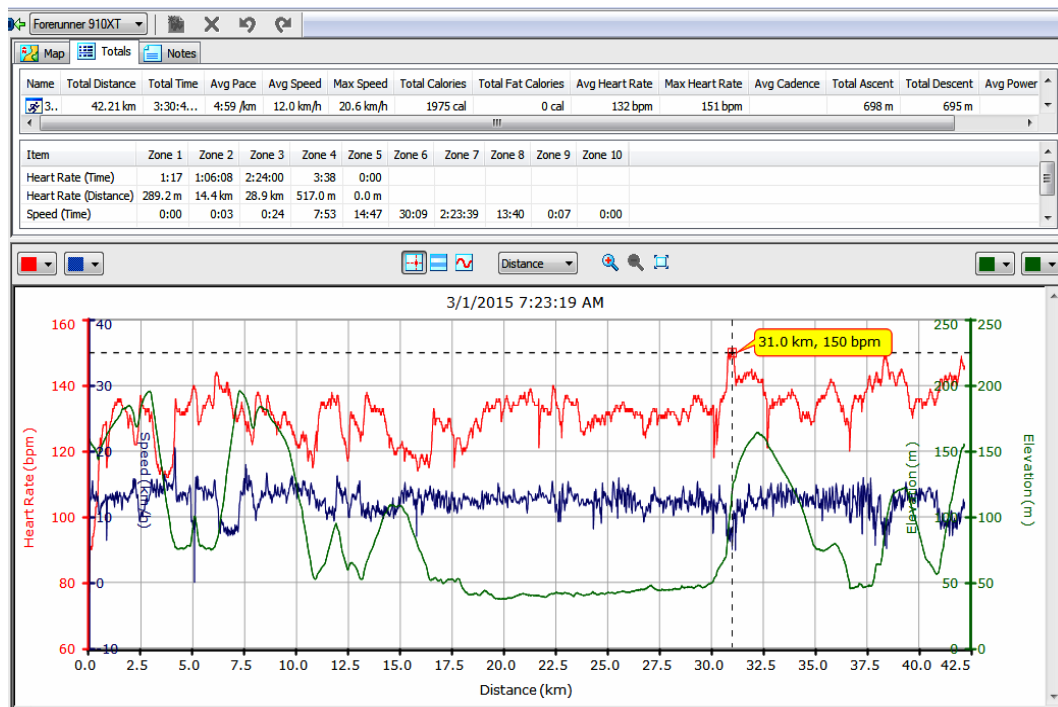 Forerunner 910XT
Map Totals Notes
Name Total Distance Total Time Avg Pace Avg Speed Max Speed Total Calories Total Fat Calories Avg Heart Rate Max Heart Rate Avg Cadence Total Ascent Total Descent Avg Power
3.. 42.21 km 3:30:4... 4:59 /km 12.0 km/h 20.6 km/h 1975 cal 0 cal 132 bpm 151 bpm 698 m 695 m
Item Zone 1 Zone 2 Zone 3 Zone 4 Zone 5 Zone 6 Zone 7 Zone 8 Zone 9 Zone 10
Heart Rate (Time) 1:17 1:06:08 2:24:00 3:38 0:00
Heart Rate (Distance) 289.2 m 14.4 km 28.9 km 517.0 m 0.0 m
Speed (Time) 0:00 0:03 0:24 7:53 14:47 30:09 2:23:39 13:40 0:07 0:00
Distance
3/1/2015 7:23:19 AM
160 40 250 250
31.0 km, 150 bpm
140 30 200 200
120 20 150 150
100 10 100 100
80 0 50 50
60 -10 0 0
Heart Rate (bpm)
Speed (km/h)
Elevation (m)
Elevation (m)
0.0 2.5 5.0 7.5 10.0 12.5 15.0 17.5 20.0 22.5 25.0 27.5 30.0 32.5 35.0 37.5 40.0 42.5
Distance (km)